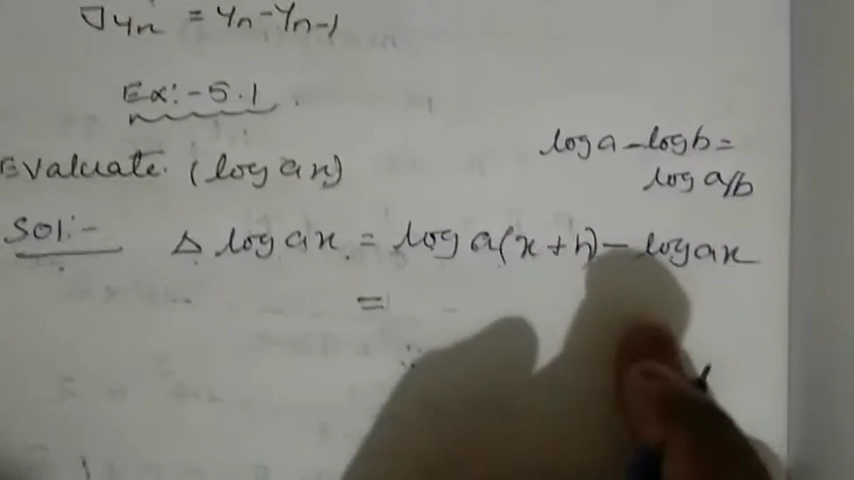 ∇yn = yn - yn-1
Ex:- 5.1
Evaluate. (log ax)
log a - log b =
log a/b
Sol:- Δ log ax = log a(x + h) - log ax
=